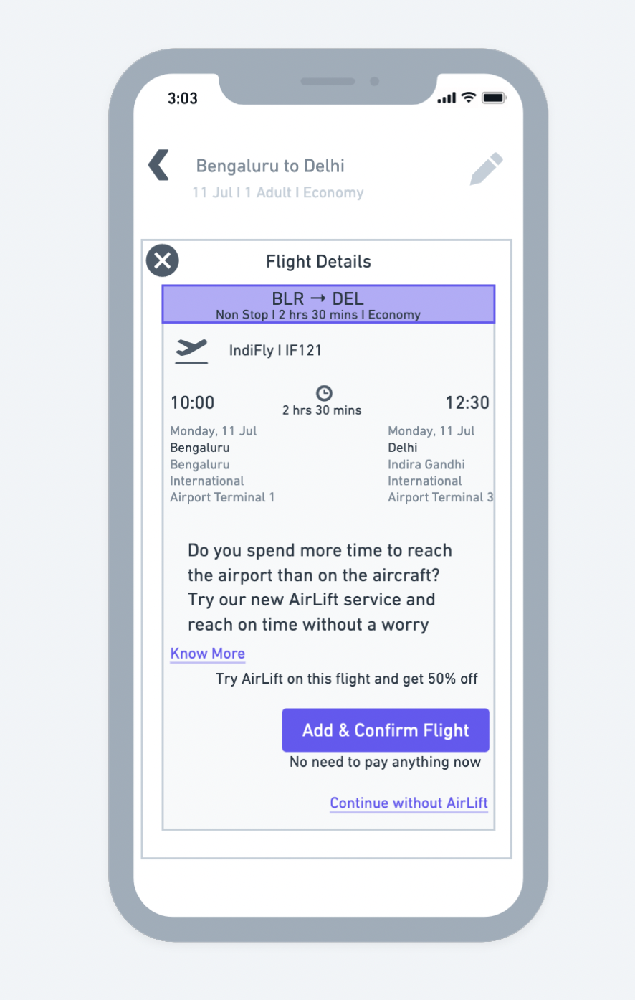 3:03
Bengaluru to Delhi
11 Jul I 1 Adult I Economy
Flight Details
BLR → DEL
Non Stop I 2 hrs 30 mins I Economy
IndiFly I IF121
10:00
2 hrs 30 mins
12:30
Monday, 11 Jul
Bengaluru
Bengaluru
International
Airport Terminal 1
Monday, 11 Jul
Delhi
Indira Gandhi
International
Airport Terminal 3
Do you spend more time to reach
the airport than on the aircraft?
Try our new AirLift service and
reach on time without a worry
Know More
Try AirLift on this flight and get 50% off
Add & Confirm Flight
No need to pay anything now
Continue without AirLift